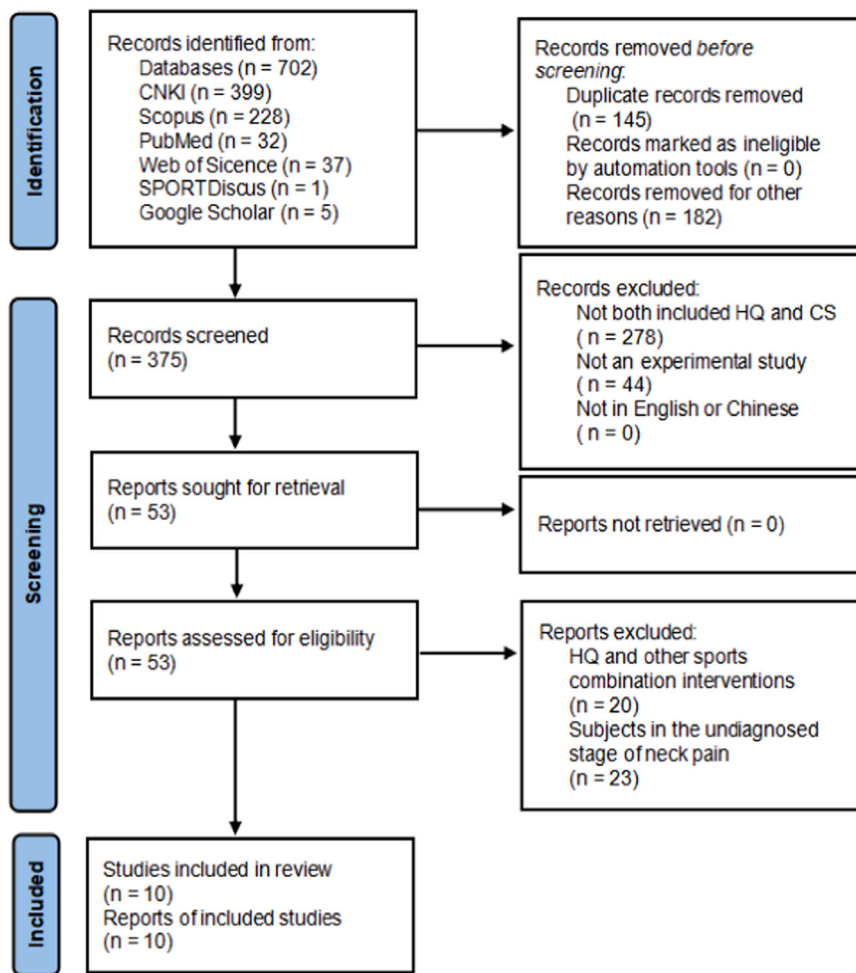 Identification
Records identified from:
Databases (n = 702)
CNKI (n = 399)
Scopus (n = 228)
PubMed (n = 32)
Web of Sicence (n = 37)
SPORTDiscus (n = 1)
Google Scholar (n = 5)
Records removed before
screening:
Duplicate records removed
(n = 145)
Records marked as ineligible
by automation tools (n = 0)
Records removed for other
reasons (n = 182)
Screening
Records screened
(n = 375)
Records excluded:
Not both included HQ and CS
( n = 278)
Not an experimental study
( n = 44)
Not in English or Chinese
( n = 0)
Reports sought for retrieval
(n = 53)
Reports not retrieved (n = 0)
Reports assessed for eligibility
(n = 53)
Reports excluded:
HQ and other sports
combination interventions
(n = 20)
Subjects in the undiagnosed
stage of neck pain
(n = 23)
Included
Studies included in review
(n = 10)
Reports of included studies
(n = 10)